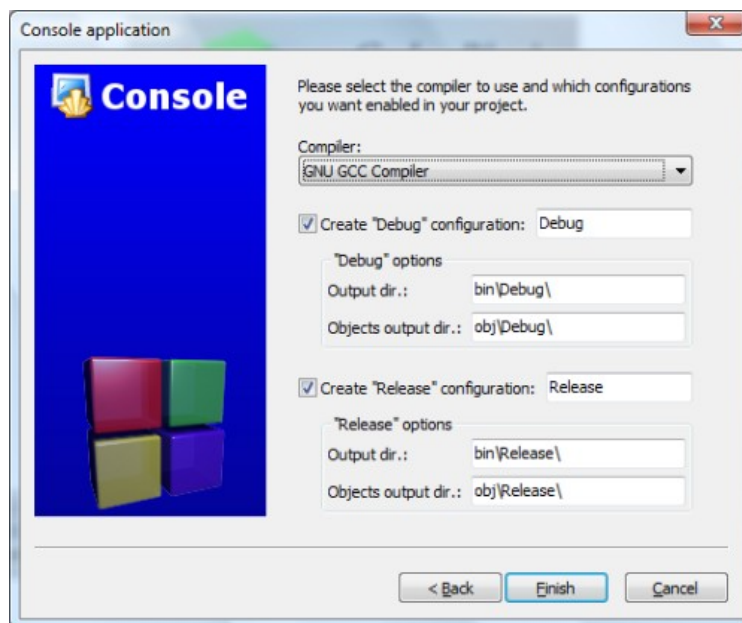 Console application
Console
Please select the compiler to use and which configurations
you want enabled in your project.
Compiler:
GNU GCC Compiler
Create "Debug" configuration: Debug
"Debug" options
Output dir.: bin\Debug\
Objects output dir.: obj\Debug\
Create "Release" configuration: Release
"Release" options
Output dir.: bin\Release\
Objects output dir.: obj\Release\
< Back Finish Cancel